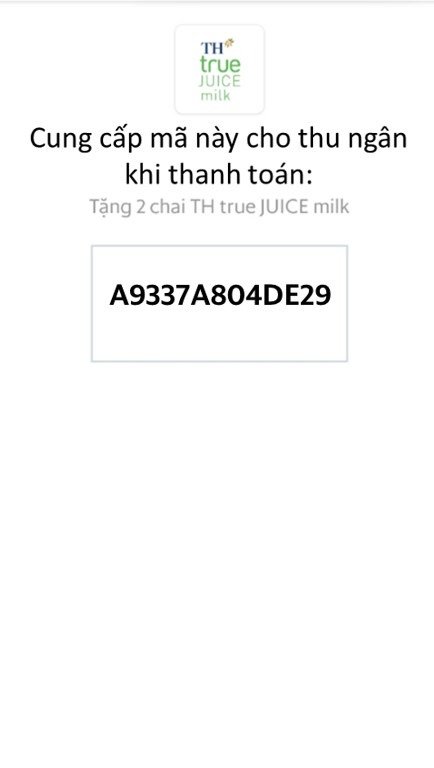 TH
true
JUICE
milk
Cung cấp mã này cho thu ngân
khi thanh toán:
Tặng 2 chai TH true JUICE milk
A9337A804DE29